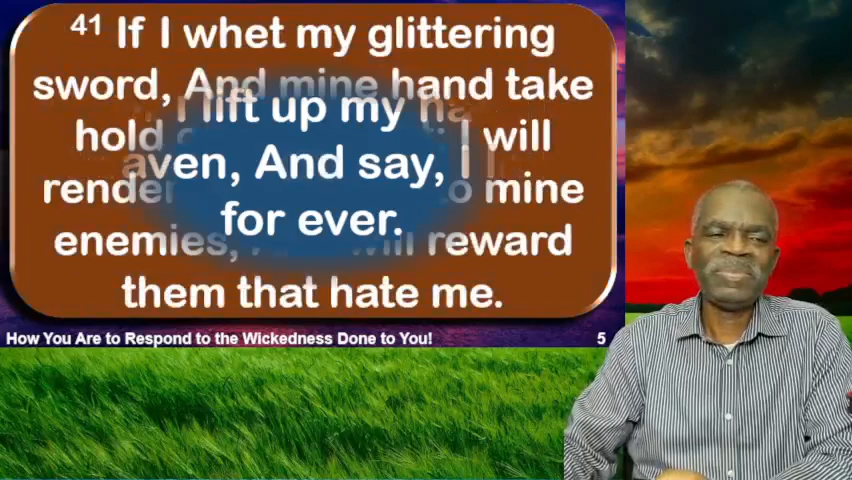 41 If I whet my glittering
sword, And mine hand take
lift up my
hold I will
aven, And say, I
render mine
for ever.
enemies, will reward
them that hate me.
How You Are to Respond to the Wickedness Done to You! 5